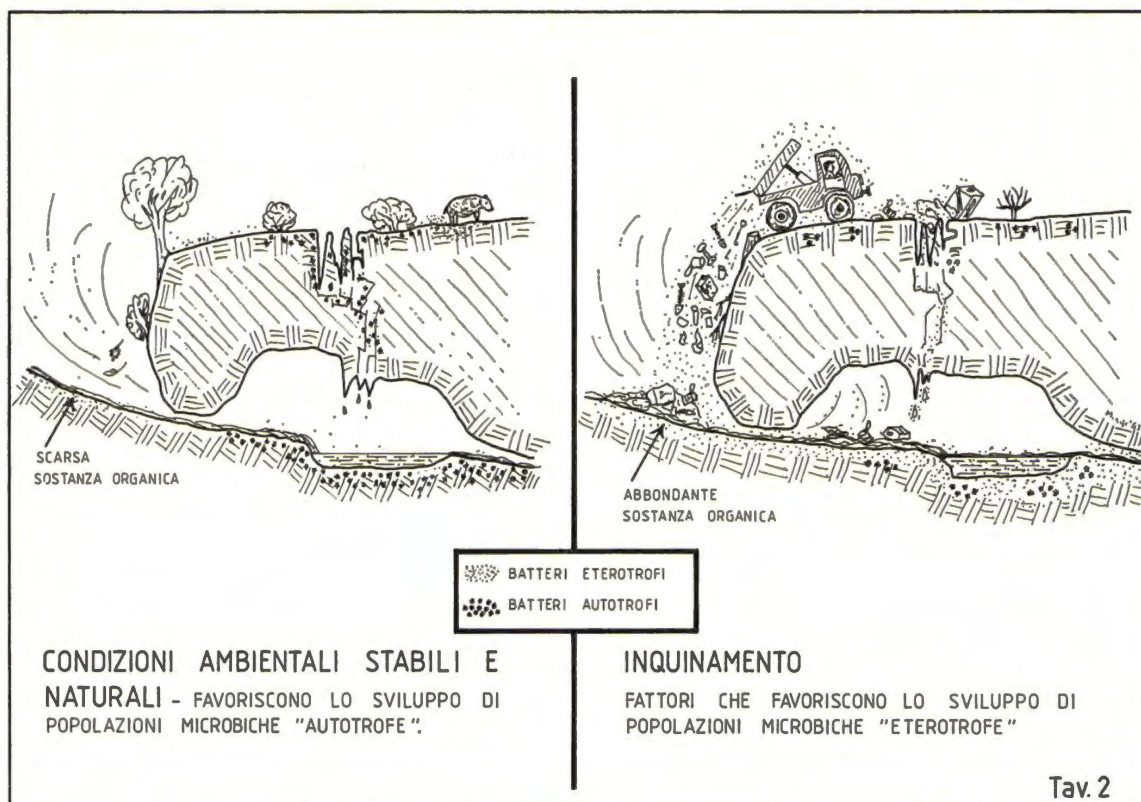 SCARSA
SOSTANZA ORGANICA
ABBONDANTE
SOSTANZA ORGANICA
BATTERI ETEROTROFI
BATTERI AUTOTROFI
CONDIZIONI AMBIENTALI STABILI E
NATURALI - FAVORISCONO LO SVILUPPO DI
POPOLAZIONI MICROBICHE "AUTOTROFE".
INQUINAMENTO
FATTORI CHE FAVORISCONO LO SVILUPPO DI
POPOLAZIONI MICROBICHE "ETEROTROFE"
Tav. 2